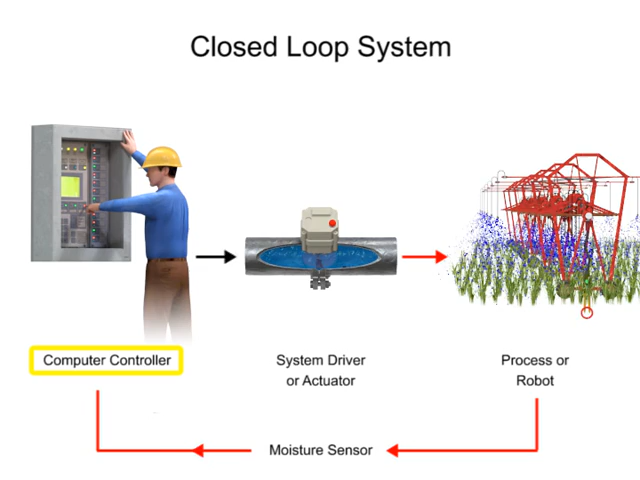 Closed Loop System
Computer Controller
System Driver
or Actuator
Process or
Robot
Moisture Sensor